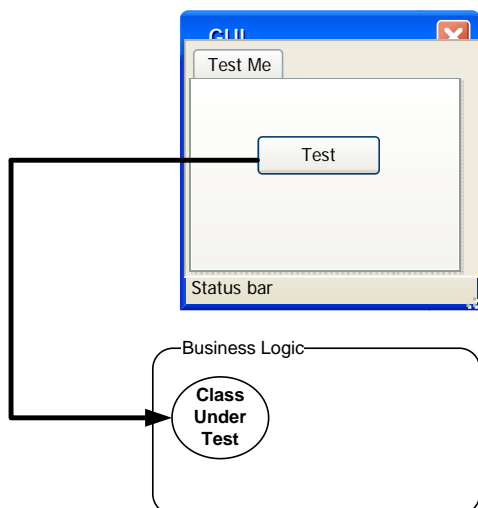 GUI
Test Me
Test
Status bar
Business Logic
Class
Under
Test